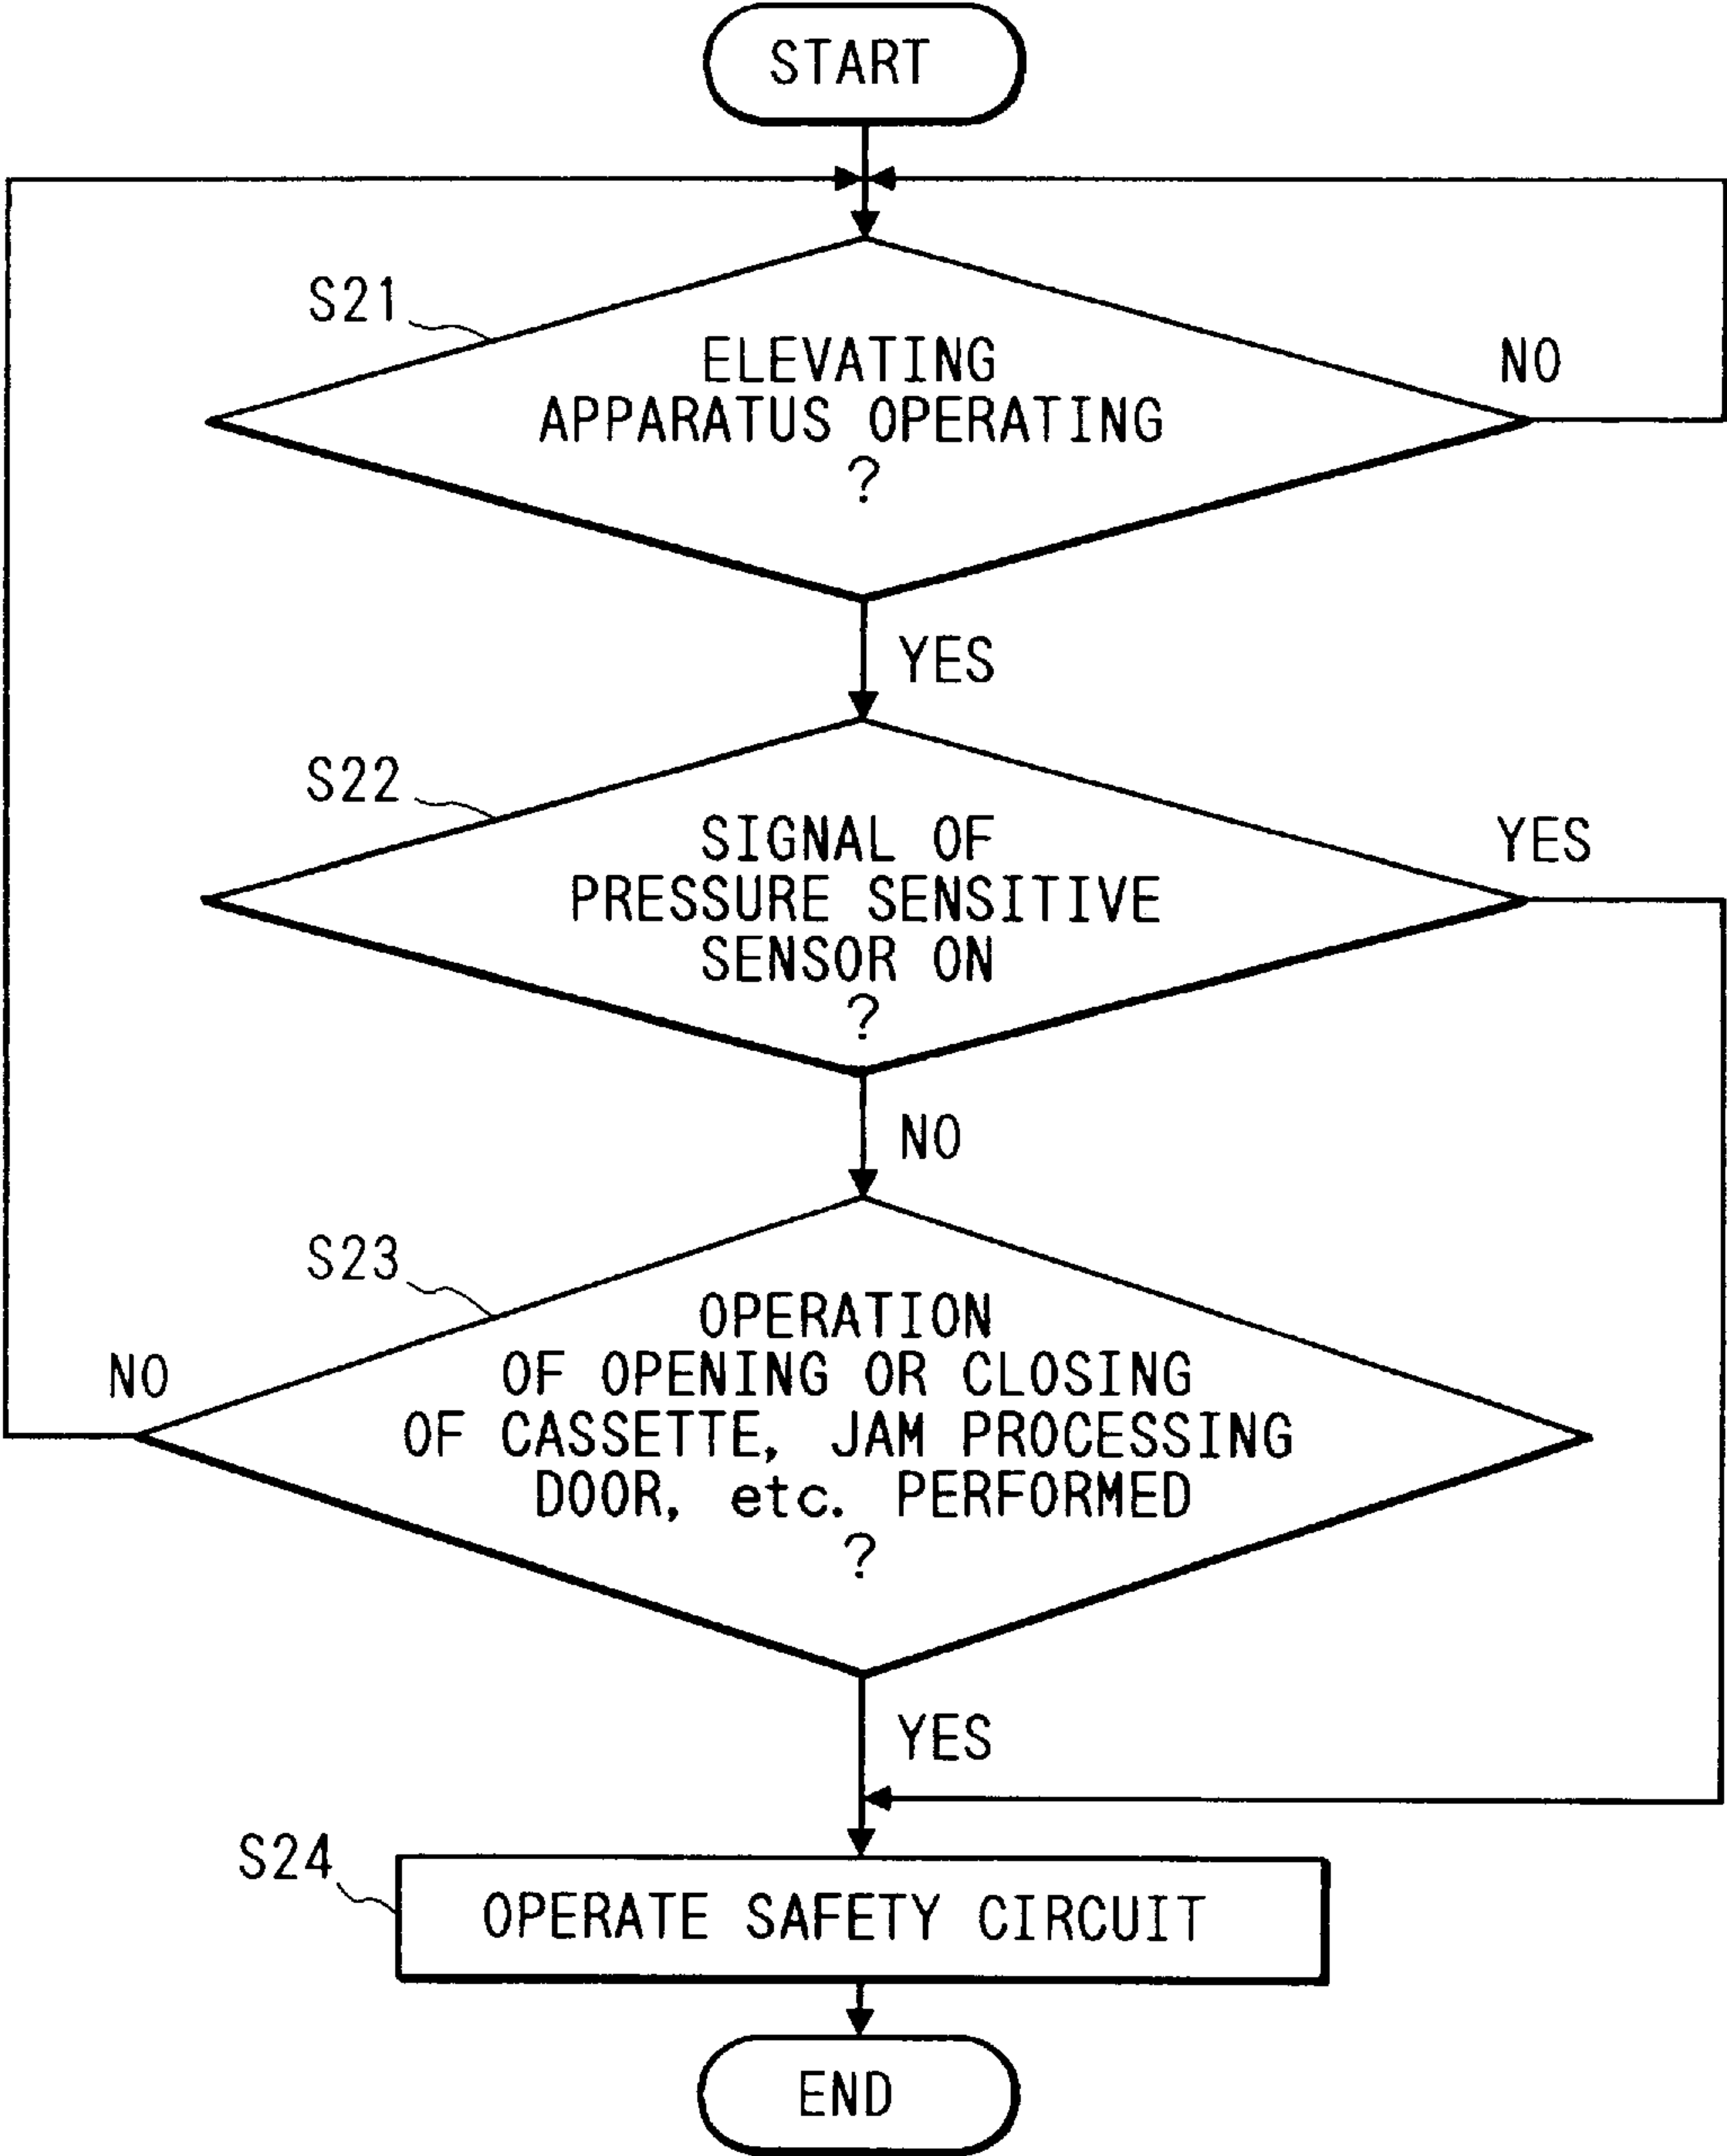 START
S21
ELEVATING
APPARATUS OPERATING
?
NO
YES
S22
SIGNAL OF
PRESSURE SENSITIVE
SENSOR ON
?
YES
NO
S23
OPERATION
OF OPENING OR CLOSING
OF CASSETTE, JAM PROCESSING
DOOR, etc. PERFORMED
?
NO
YES
S24
OPERATE SAFETY CIRCUIT
END